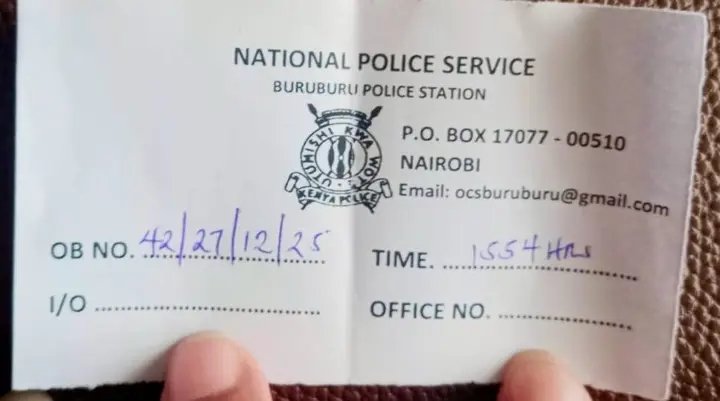 NATIONAL POLICE SERVICE
BURUBURU POLICE STATION
UTUMISHI KWA WOTE
KENYA POLICE
P.O. BOX 17077 - 00510
NAIROBI
Email: ocsburuburu@gmail.com
OB NO. 42/27/12/25
TIME. 1554 HRS
I/O ...............................
OFFICE NO. ....................